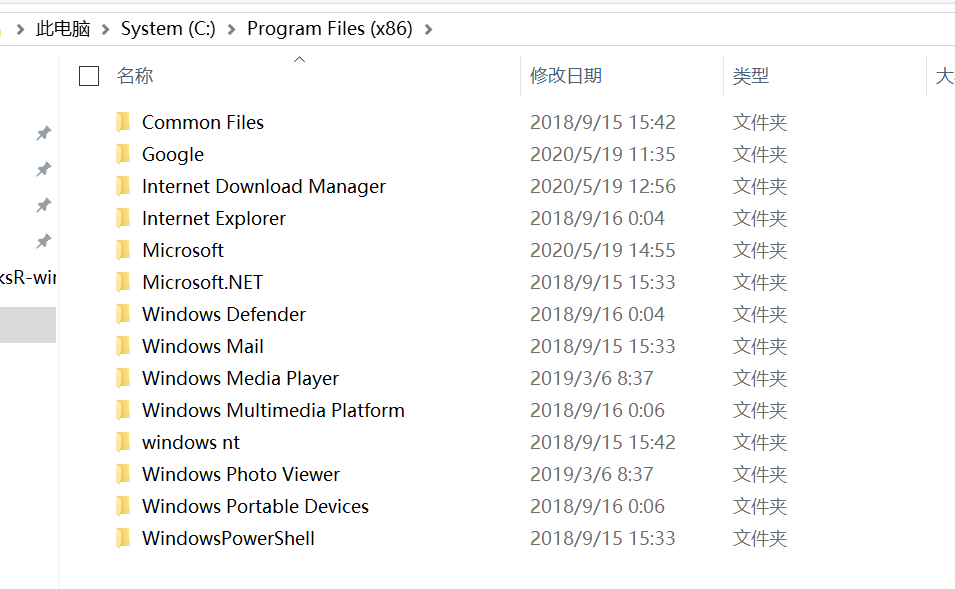 此电脑 > System (C:) > Program Files (x86) >
名称 修改日期 类型
Common Files 2018/9/15 15:42 文件夹
Google 2020/5/19 11:35 文件夹
Internet Download Manager 2020/5/19 12:56 文件夹
Internet Explorer 2018/9/16 0:04 文件夹
Microsoft 2020/5/19 14:55 文件夹
Microsoft.NET 2018/9/15 15:33 文件夹
Windows Defender 2018/9/16 0:04 文件夹
Windows Mail 2018/9/15 15:33 文件夹
Windows Media Player 2019/3/6 8:37 文件夹
Windows Multimedia Platform 2018/9/16 0:06 文件夹
windows nt 2018/9/15 15:42 文件夹
Windows Photo Viewer 2019/3/6 8:37 文件夹
Windows Portable Devices 2018/9/16 0:06 文件夹
WindowsPowerShell 2018/9/15 15:33 文件夹